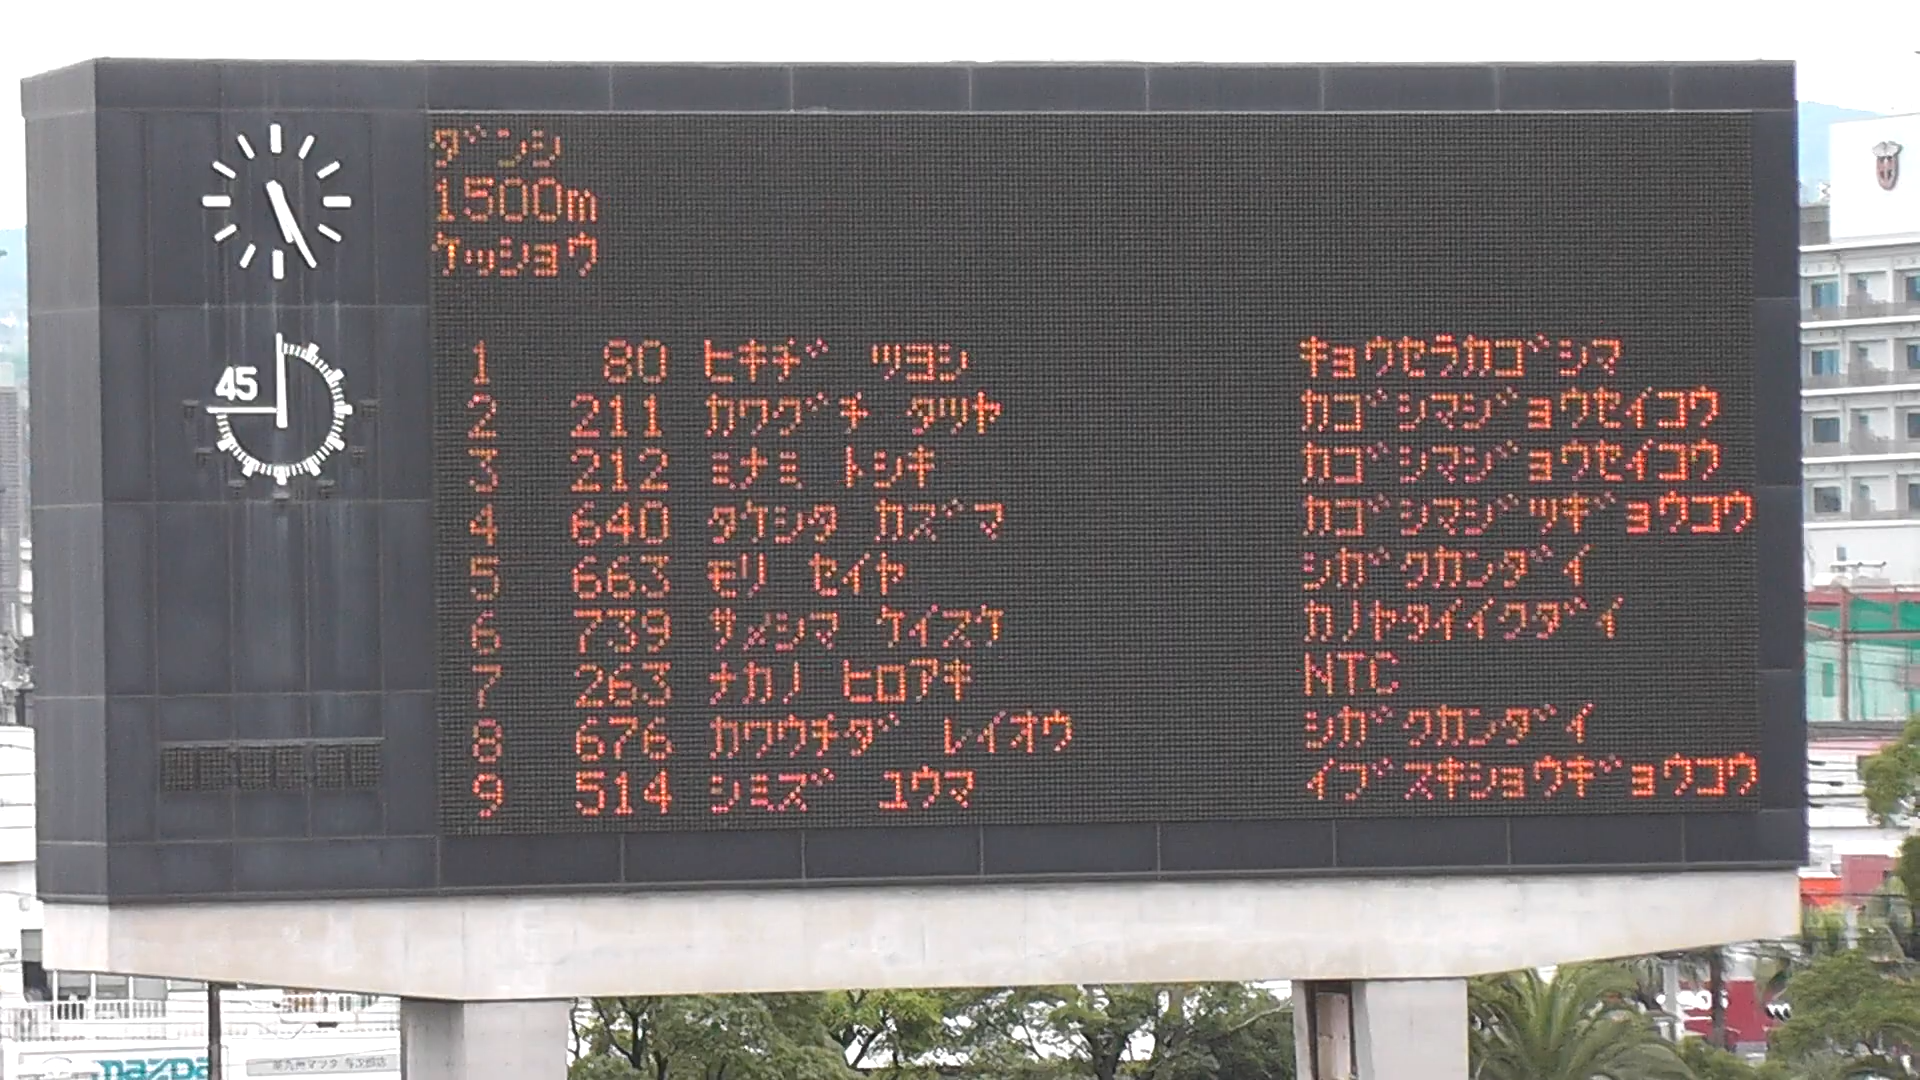 ダンシ
1500m
ケッショウ
45
1 80 ヒキヂ ツヨシ キョウセラカゴシマ
2 211 カワグチ タツヤ カゴシマジョウセイコウ
3 212 ミナミ トシキ カゴシマジョウセイコウ
4 640 タケシタ カズマ カゴシマジツギョウコウ
5 663 モリ セイヤ シガクカンダイ
6 739 サメシマ ケイスケ カノヤタイイクダイ
7 263 ナカノ ヒロアキ NTC
8 676 カワウチダ レイオウ シガクカンダイ
9 514 シミズ ユウマ イブスキショウギョウコウ
mazda